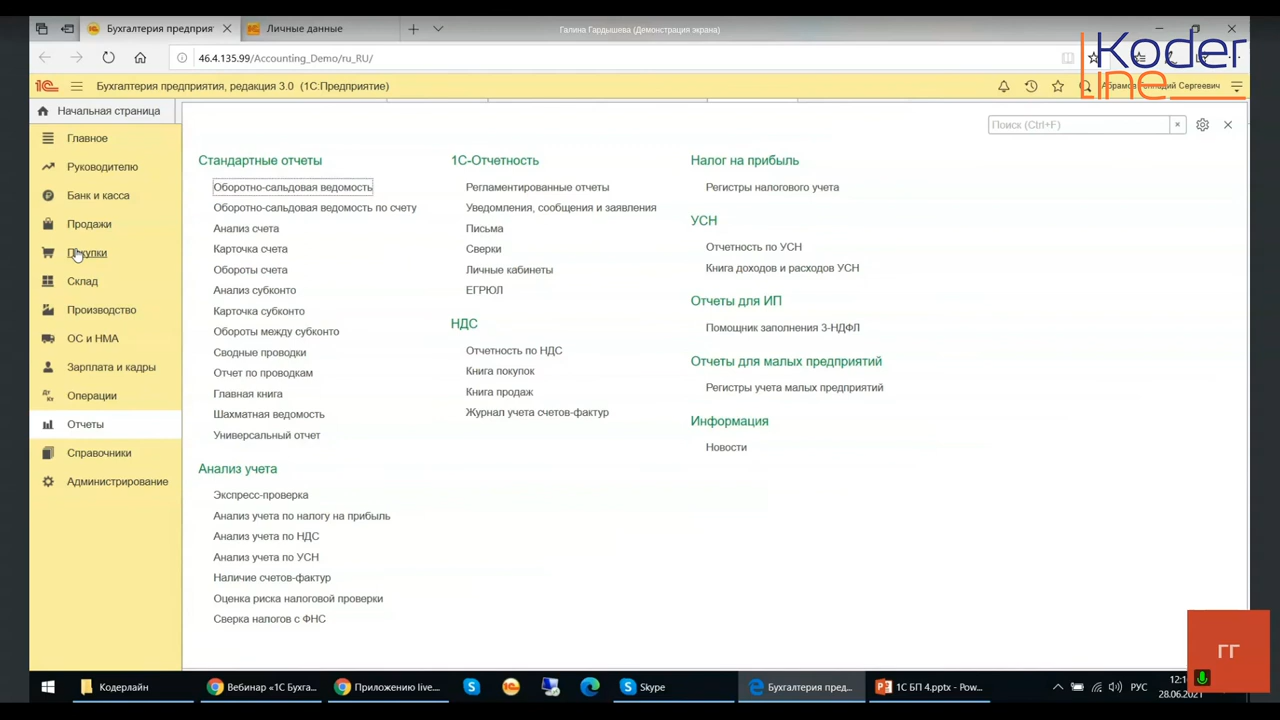 Бухгалтерия предприя
Личные данные
Галина Гардышева (Демонстрация экрана)
46.4.135.99/Accounting_Demo/ru_RU/
Koder
Line
1С
Бухгалтерия предприятия, редакция 3.0 (1С:Предприятие)
Сергеевич
Начальная страница
Поиск (Ctrl+F)
Главное
Руководителю
Банк и касса
Продажи
Покупки
Склад
Производство
ОС и НМА
Зарплата и кадры
Операции
Отчеты
Справочники
Администрирование
Стандартные отчеты
Оборотно-сальдовая ведомость
Оборотно-сальдовая ведомость по счету
Анализ счета
Карточка счета
Обороты счета
Анализ субконто
Карточка субконто
Обороты между субконто
Сводные проводки
Отчет по проводкам
Главная книга
Шахматная ведомость
Универсальный отчет
Анализ учета
Экспресс-проверка
Анализ учета по налогу на прибыль
Анализ учета по НДС
Анализ учета по УСН
Наличие счетов-фактур
Оценка риска налоговой проверки
Сверка налогов с ФНС
1С-Отчетность
Регламентированные отчеты
Уведомления, сообщения и заявления
Письма
Сверки
Личные кабинеты
ЕГРЮЛ
НДС
Отчетность по НДС
Книга покупок
Книга продаж
Журнал учета счетов-фактур
Налог на прибыль
Регистры налогового учета
УСН
Отчетность по УСН
Книга доходов и расходов УСН
Отчеты для ИП
Помощник заполнения 3-НДФЛ
Отчеты для малых предприятий
Регистры учета малых предприятий
Информация
Новости
ГГ
Кодерлайн
Вебинар «1С Бухга...
Приложению live....
Skype
Бухгалтерия пред...
1С БП 4.pptx - Pow...
РУС
12:1
28.06.202